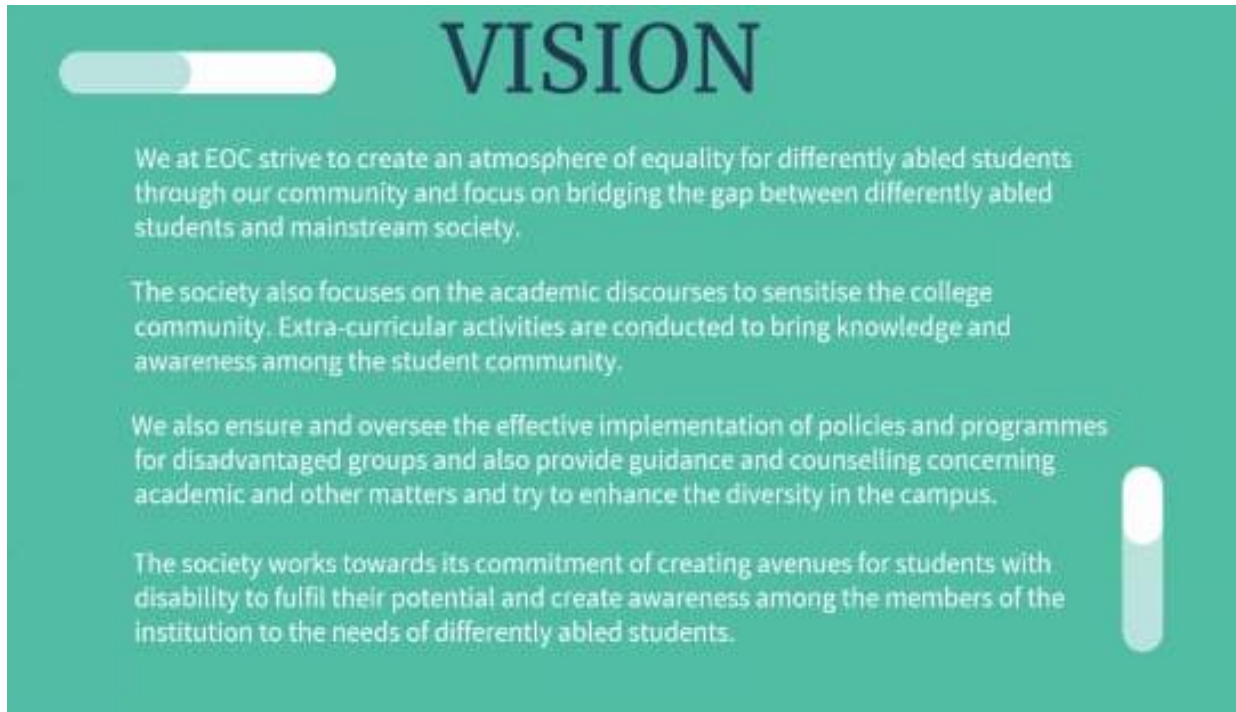 VISION
We at EOC strive to create an atmosphere of equality for differently abled students
through our community and focus on bridging the gap between differently abled
students and mainstream society.
The society also focuses on the academic discourses to sensitise the college
community. Extra-curricular activities are conducted to bring knowledge and
awareness among the student community.
We also ensure and oversee the effective implementation of policies and programmes
for disadvantaged groups and also provide guidance and counselling concerning
academic and other matters and try to enhance the diversity in the campus.
The society works towards its commitment of creating avenues for students with
disability to fulfil their potential and create awareness among the members of the
institution to the needs of differently abled students.